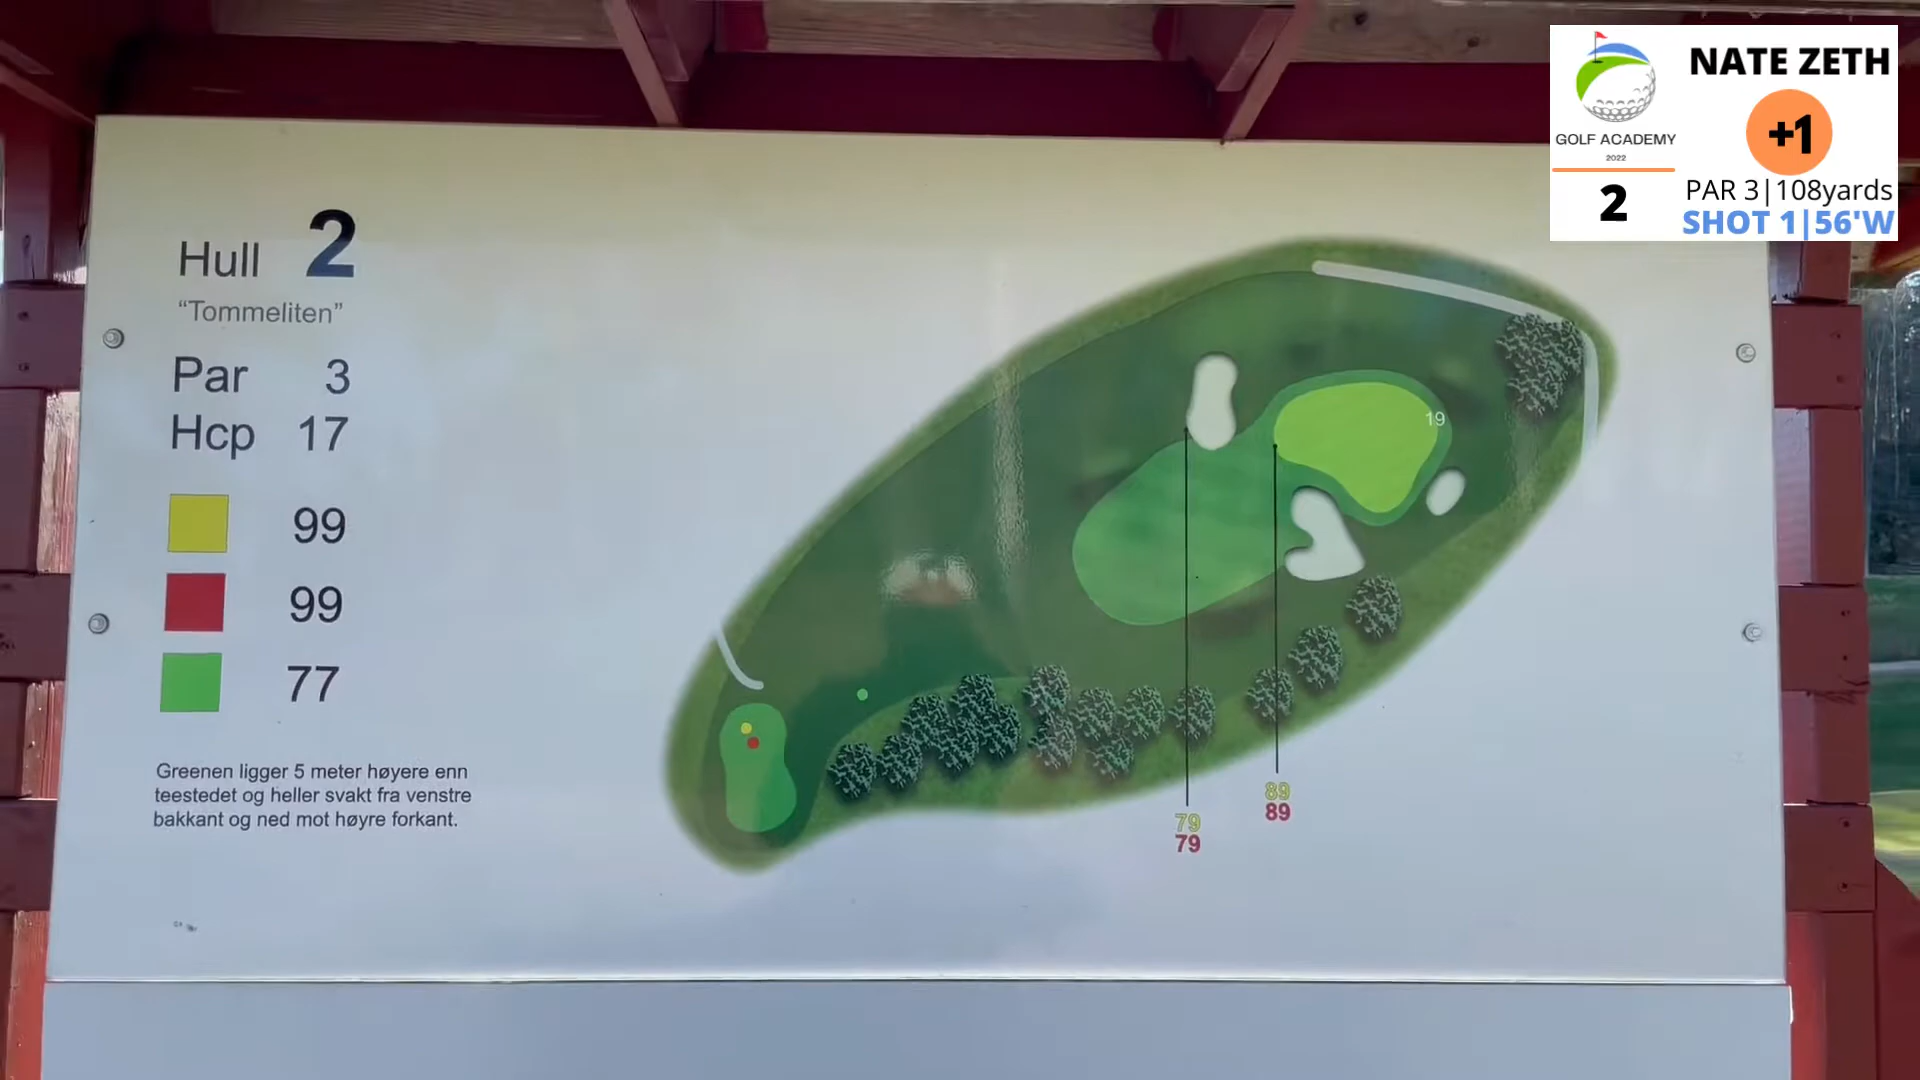 Hull 2
“Tommeliten”
Par 3
Hcp 17
99
99
77
Greenen ligger 5 meter høyere enn
teestedet og heller svakt fra venstre
bakkant og ned mot høyre forkant.
19
79
79
89
89
GOLF ACADEMY
2022
2
NATE ZETH
+1
PAR 3|108yards
SHOT 1|56'W